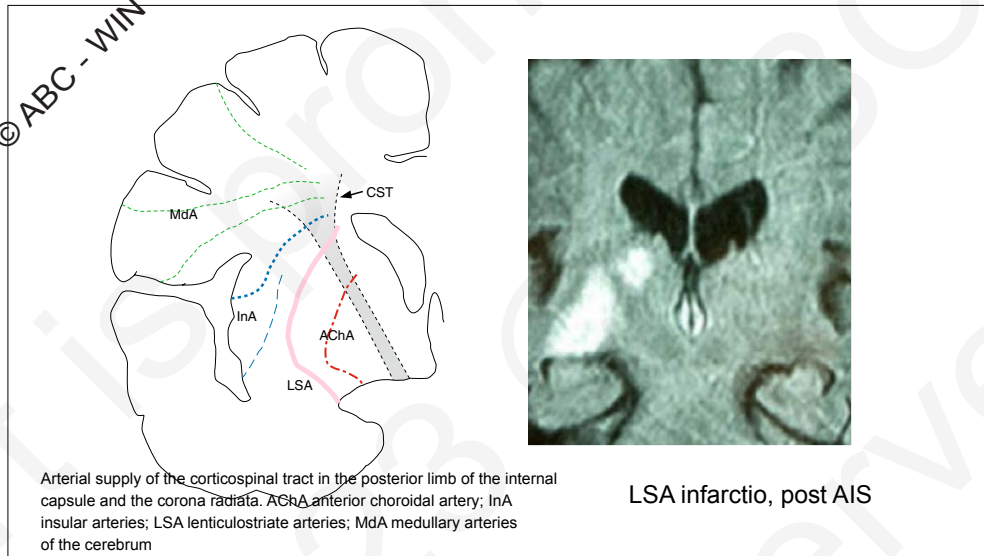 © ABC - WIN
CST
MdA
InA
AChA
LSA
Arterial supply of the corticospinal tract in the posterior limb of the internal
capsule and the corona radiata. AChA anterior choroidal artery; InA
insular arteries; LSA lenticulostriate arteries; MdA medullary arteries
of the cerebrum
LSA infarctio, post AIS